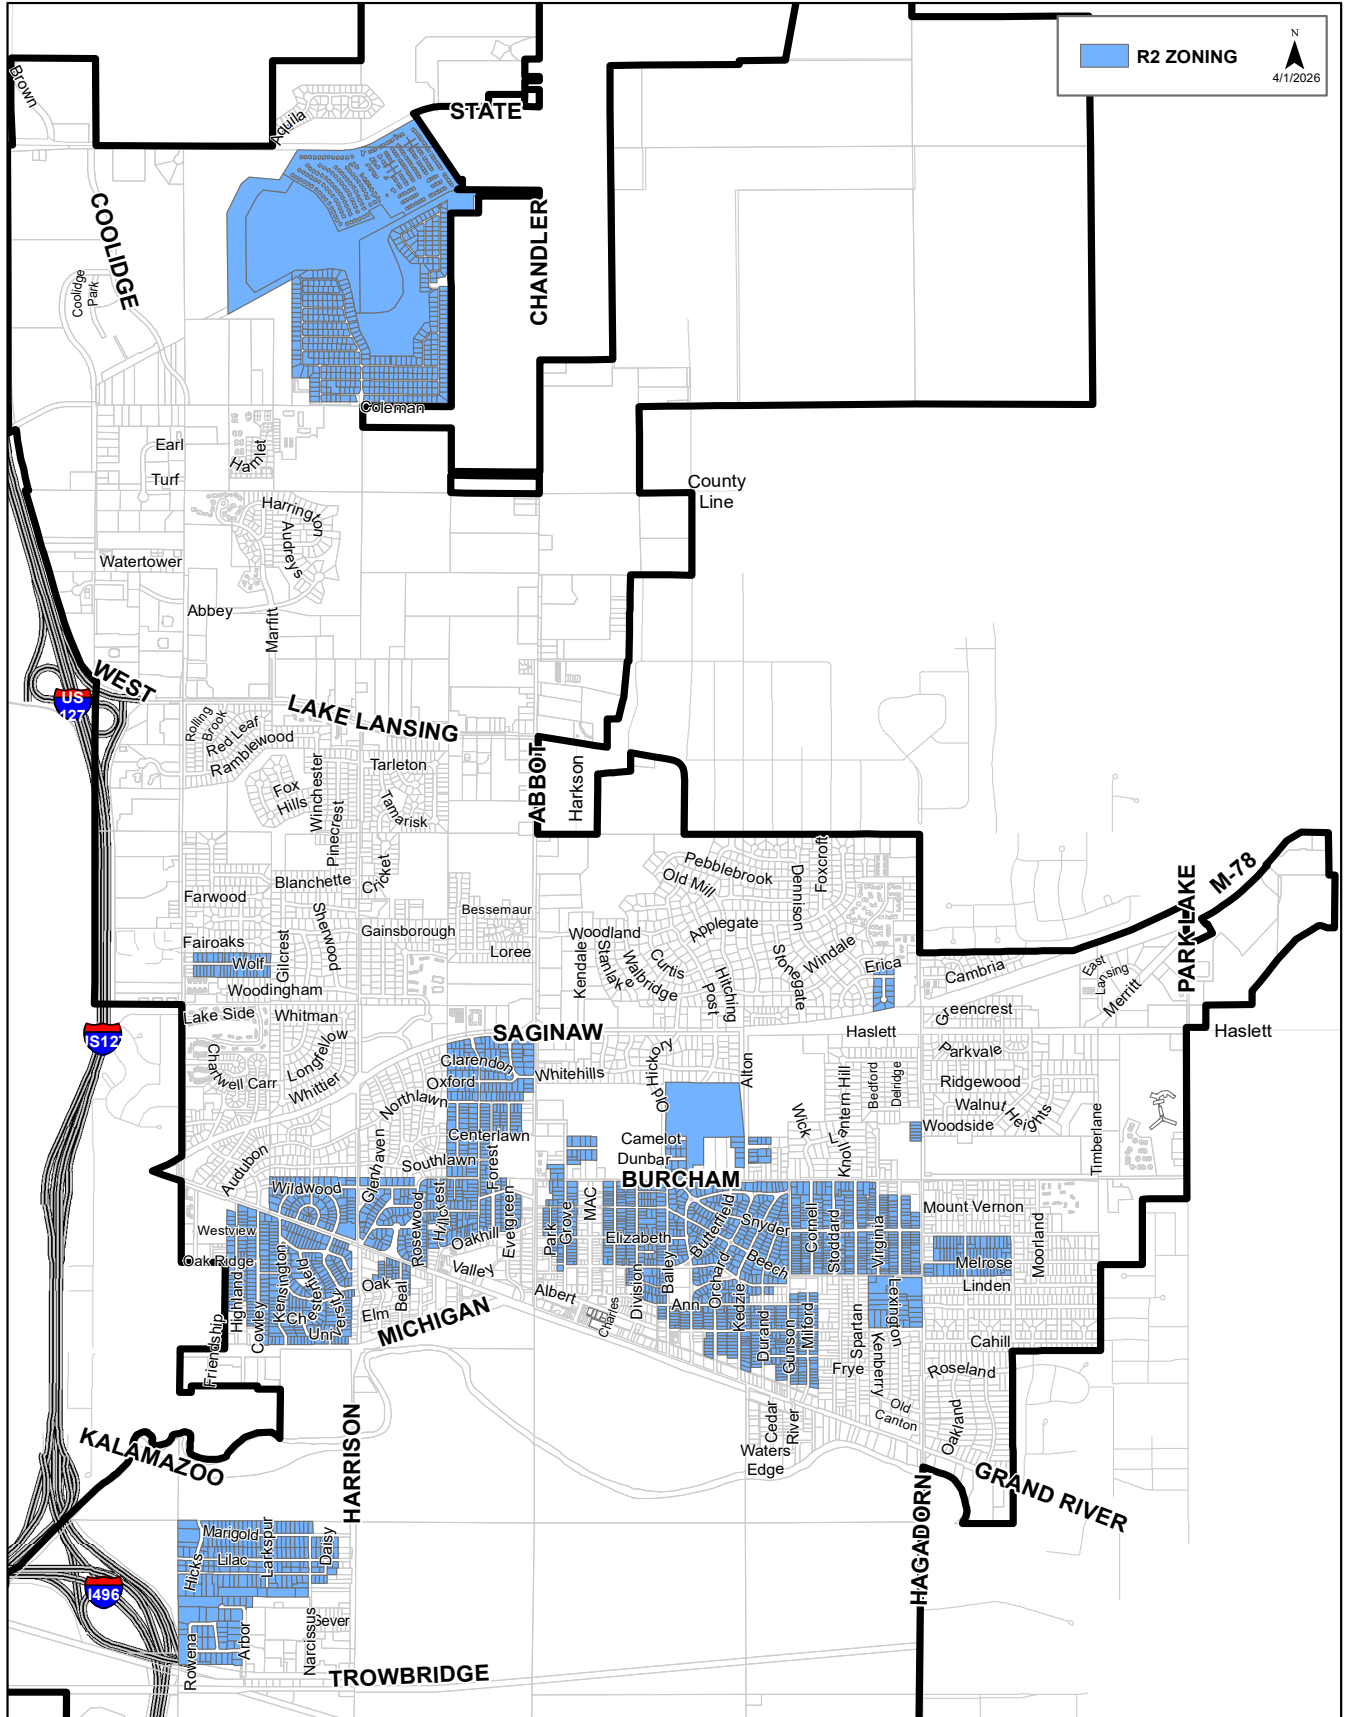 R2 ZONING
N
4/1/2026
Brown
Aquila
STATE
COOLIDGE
CHANDLER
Coolidge
Park
Coleman
Earl
Hamlet
Turf
County
Line
Harrington
Audreys
Watertower
Abbey
Marfitt
WEST
US
127
LAKE LANSING
Rolling
Brook
Red Leaf
Ramblewood
ABBOT
Harkson
Tarleton
Fox
Hills
Winchester
Pinecrest
Tamarisk
Cricket
Blanchette
Farwood
Pebblebrook
Old Mill
Dennison
Foxcroft
M-78
PARK LAKE
Bessemaur
Sherwood
Gainsborough
Applegate
Woodland
Fairoaks
Gilcrest
Loree
Wolf
Kendale
Stanlake
Walbridge
Curtis
Stonegate
Windale
Erica
Cambria
East
Lansing
Merritt
Woodingham
Hitching
Post
Lake Side
Whitman
Greencrest
US127
SAGINAW
Haslett
Haslett
Chartwell Carr
Longfellow
Whittier
Clarendon
Oxford
Whitehills
Old Hickory
Alton
Parkvale
Ridgewood
Walnut
Heights
Northlawn
Lantern Hill
Bedford
Delridge
Wick
Knoll
Woodside
Timberlane
Centerlawn
Camelot
Dunbar
Audubon
Glenhaven
Southlawn
Forest
BURCHAM
Wildwood
Rosewood
Hillcrest
Evergreen
Park
Grove
MAC
Butterfield
Snyder
Cornell
Stoddard
Virginia
Mount Vernon
Westview
Oakhill
Elizabeth
Moorland
Oak Ridge
Kensington
Valley
Bailey
Beech
Melrose
Highland
Cowley
Chesterfield
University
Oak
Beal
Elm
Albert
Charles
Division
Ann
Orchard
Kedzie
Linden
Lexington
MICHIGAN
Durand
Gunson
Milford
Spartan
Cahill
Friendship
Frye
Kenberry
Roseland
Old
Canton
Oakland
Cedar
River
Waters
Edge
KALAMAZOO
HARRISON
GRAND RIVER
HAGADORN
Marigold
Larkspur
Daisy
Hicks
Lilac
I496
Rowena
Arbor
Narcissus
Sever
TROWBRIDGE